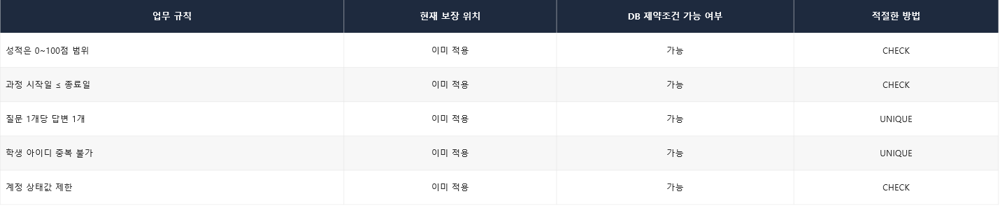 업무 규칙 현재 보장 위치 DB 제약조건 가능 여부 적절한 방법
성적은 0~100점 범위 이미 적용 가능 CHECK
과정 시작일 ≤ 종료일 이미 적용 가능 CHECK
질문 1개당 답변 1개 이미 적용 가능 UNIQUE
학생 아이디 중복 불가 이미 적용 가능 UNIQUE
계정 상태값 제한 이미 적용 가능 CHECK